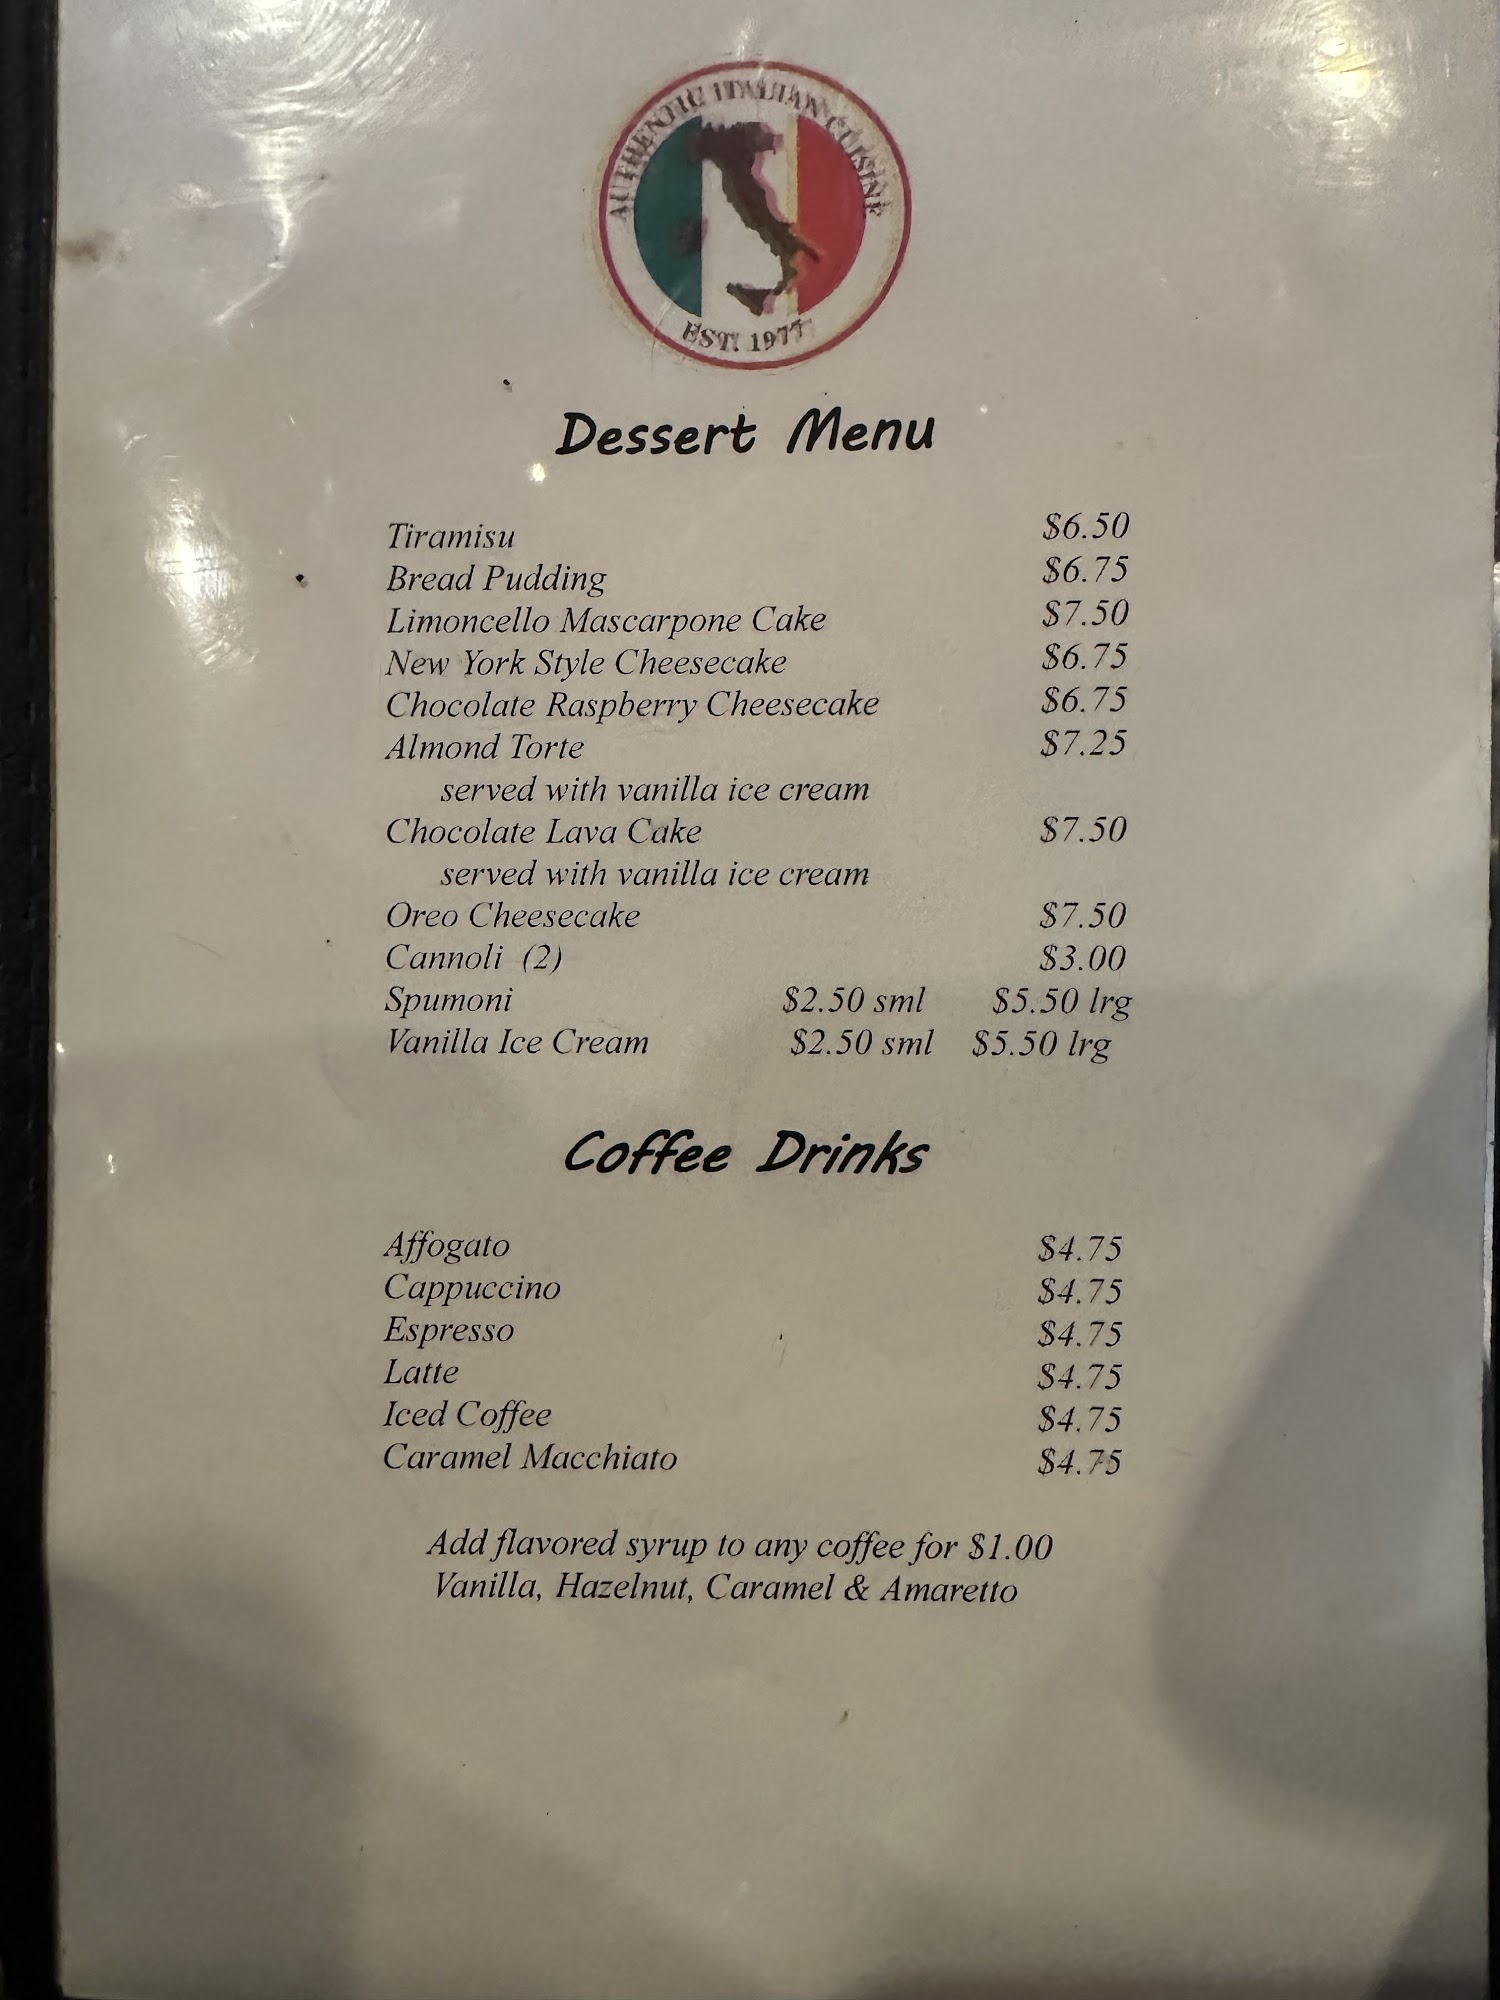 AUTHENTIC ITALIAN CUISINE
EST. 1977
Dessert Menu
Tiramisu $6.50
Bread Pudding $6.75
Limoncello Mascarpone Cake $7.50
New York Style Cheesecake $6.75
Chocolate Raspberry Cheesecake $6.75
Almond Torte $7.25
served with vanilla ice cream
Chocolate Lava Cake $7.50
served with vanilla ice cream
Oreo Cheesecake $7.50
Cannoli (2) $3.00
Spumoni $2.50 sml $5.50 lrg
Vanilla Ice Cream $2.50 sml $5.50 lrg
Coffee Drinks
Affogato $4.75
Cappuccino $4.75
Espresso $4.75
Latte $4.75
Iced Coffee $4.75
Caramel Macchiato $4.75
Add flavored syrup to any coffee for $1.00
Vanilla, Hazelnut, Caramel & Amaretto